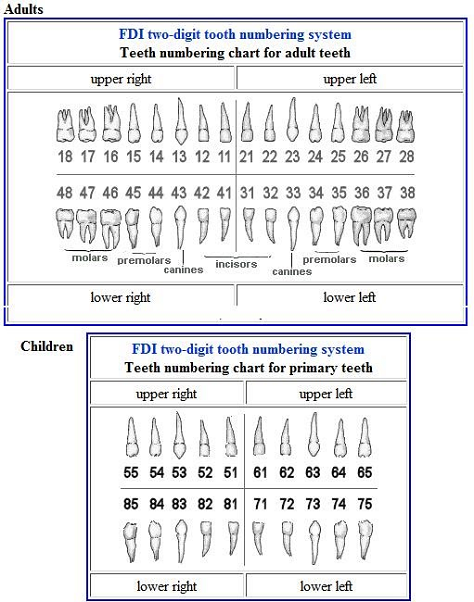 Adults
FDI two-digit tooth numbering system
Teeth numbering chart for adult teeth
upper right upper left
18 17 16 15 14 13 12 11 21 22 23 24 25 26 27 28
48 47 46 45 44 43 42 41 31 32 33 34 35 36 37 38
molars premolars canines incisors canines premolars molars
lower right lower left
Children
FDI two-digit tooth numbering system
Teeth numbering chart for primary teeth
upper right upper left
55 54 53 52 51 61 62 63 64 65
85 84 83 82 81 71 72 73 74 75
lower right lower left